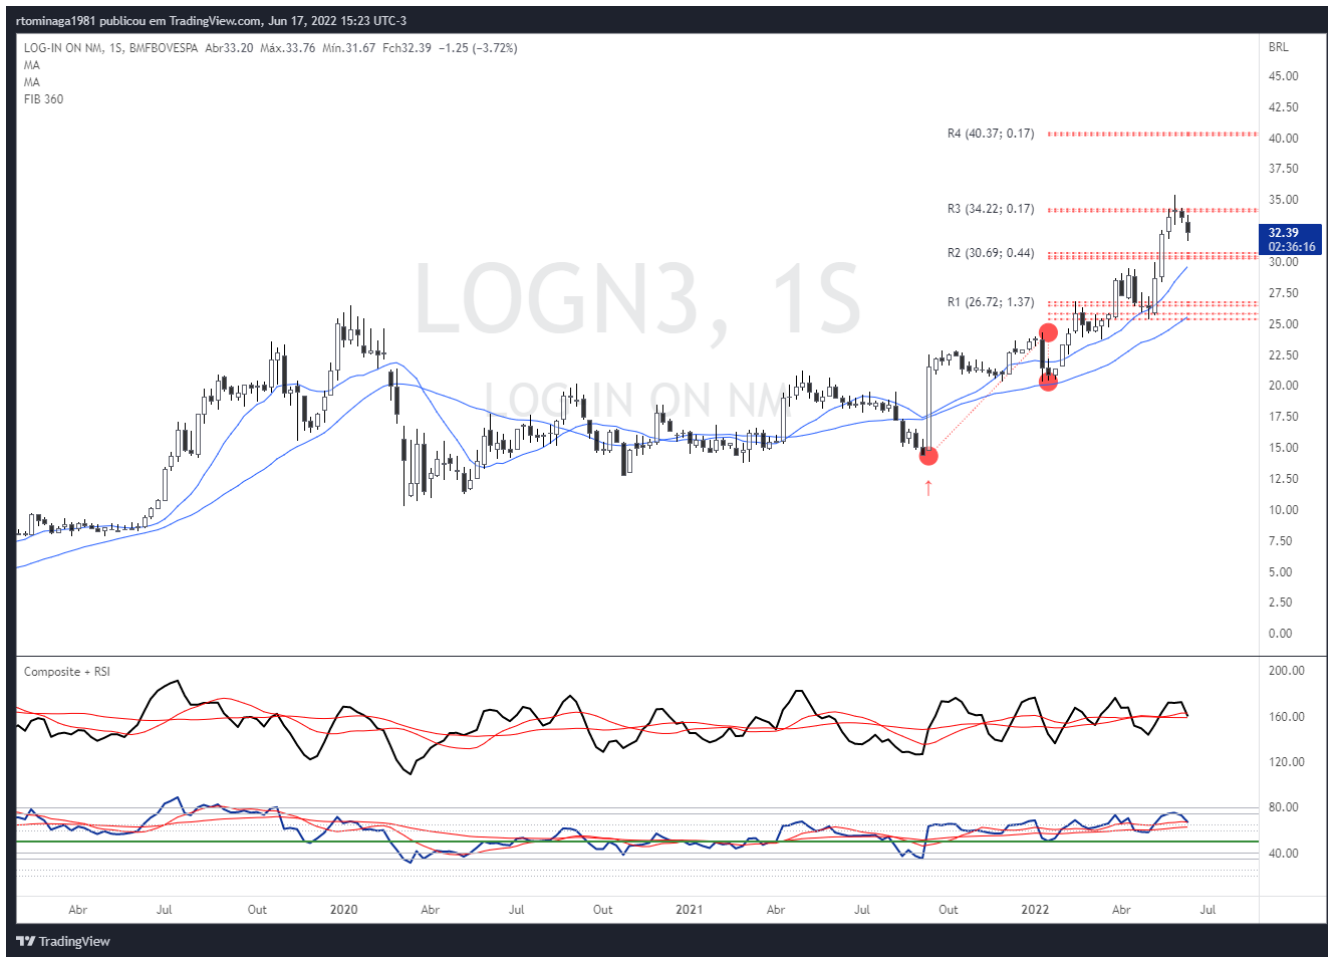 rtominaga1981 publicou em TradingView.com, Jun 17, 2022 15:23 UTC-3
LOG-IN ON NM, 1S, BMFBOVESPA Abr33.20 Máx.33.76 Mín.31.67 Fch32.39 −1.25 (−3.72%)
BRL
MA
MA
FIB 360
45.00
42.50
R4 (40.37; 0.17)
40.00
37.50
35.00
R3 (34.22; 0.17)
32.39
02:36:16
R2 (30.69; 0.44)
30.00
LOGN3, 1S
27.50
R1 (26.72; 1.37)
25.00
22.50
LOG-IN ON NM
20.00
17.50
15.00
12.50
10.00
7.50
5.00
2.50
0.00
Composite + RSI
200.00
160.00
120.00
80.00
40.00
Abr Jul Out 2020 Abr Jul Out 2021 Abr Jul Out 2022 Abr Jul
TradingView